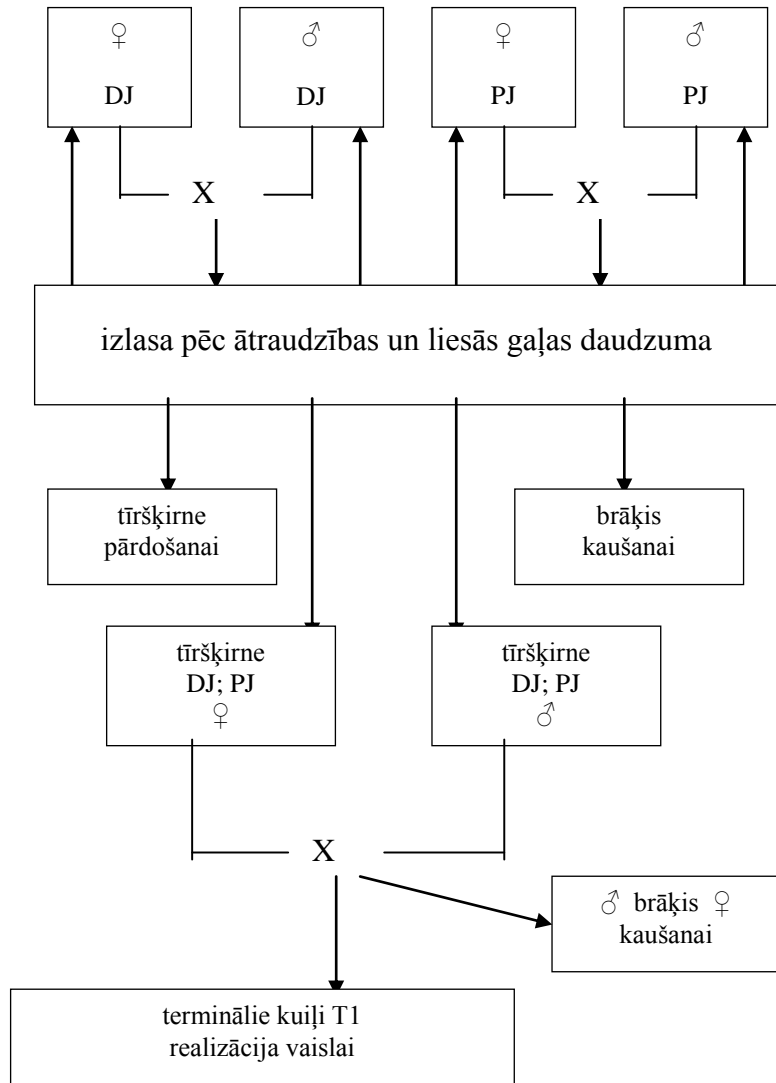 ♀ ♂ ♀ ♂
DJ DJ PJ PJ
X X
izlasa pēc ātraudzības un liesās gaļas daudzuma
tīršķirne
pārdošanai
brāķis
kaušanai
tīršķirne
DJ; PJ
♀
tīršķirne
DJ; PJ
♂
X
♂ brāķis ♀
kaušanai
terminālie kuiļi T1
realizācija vaislai